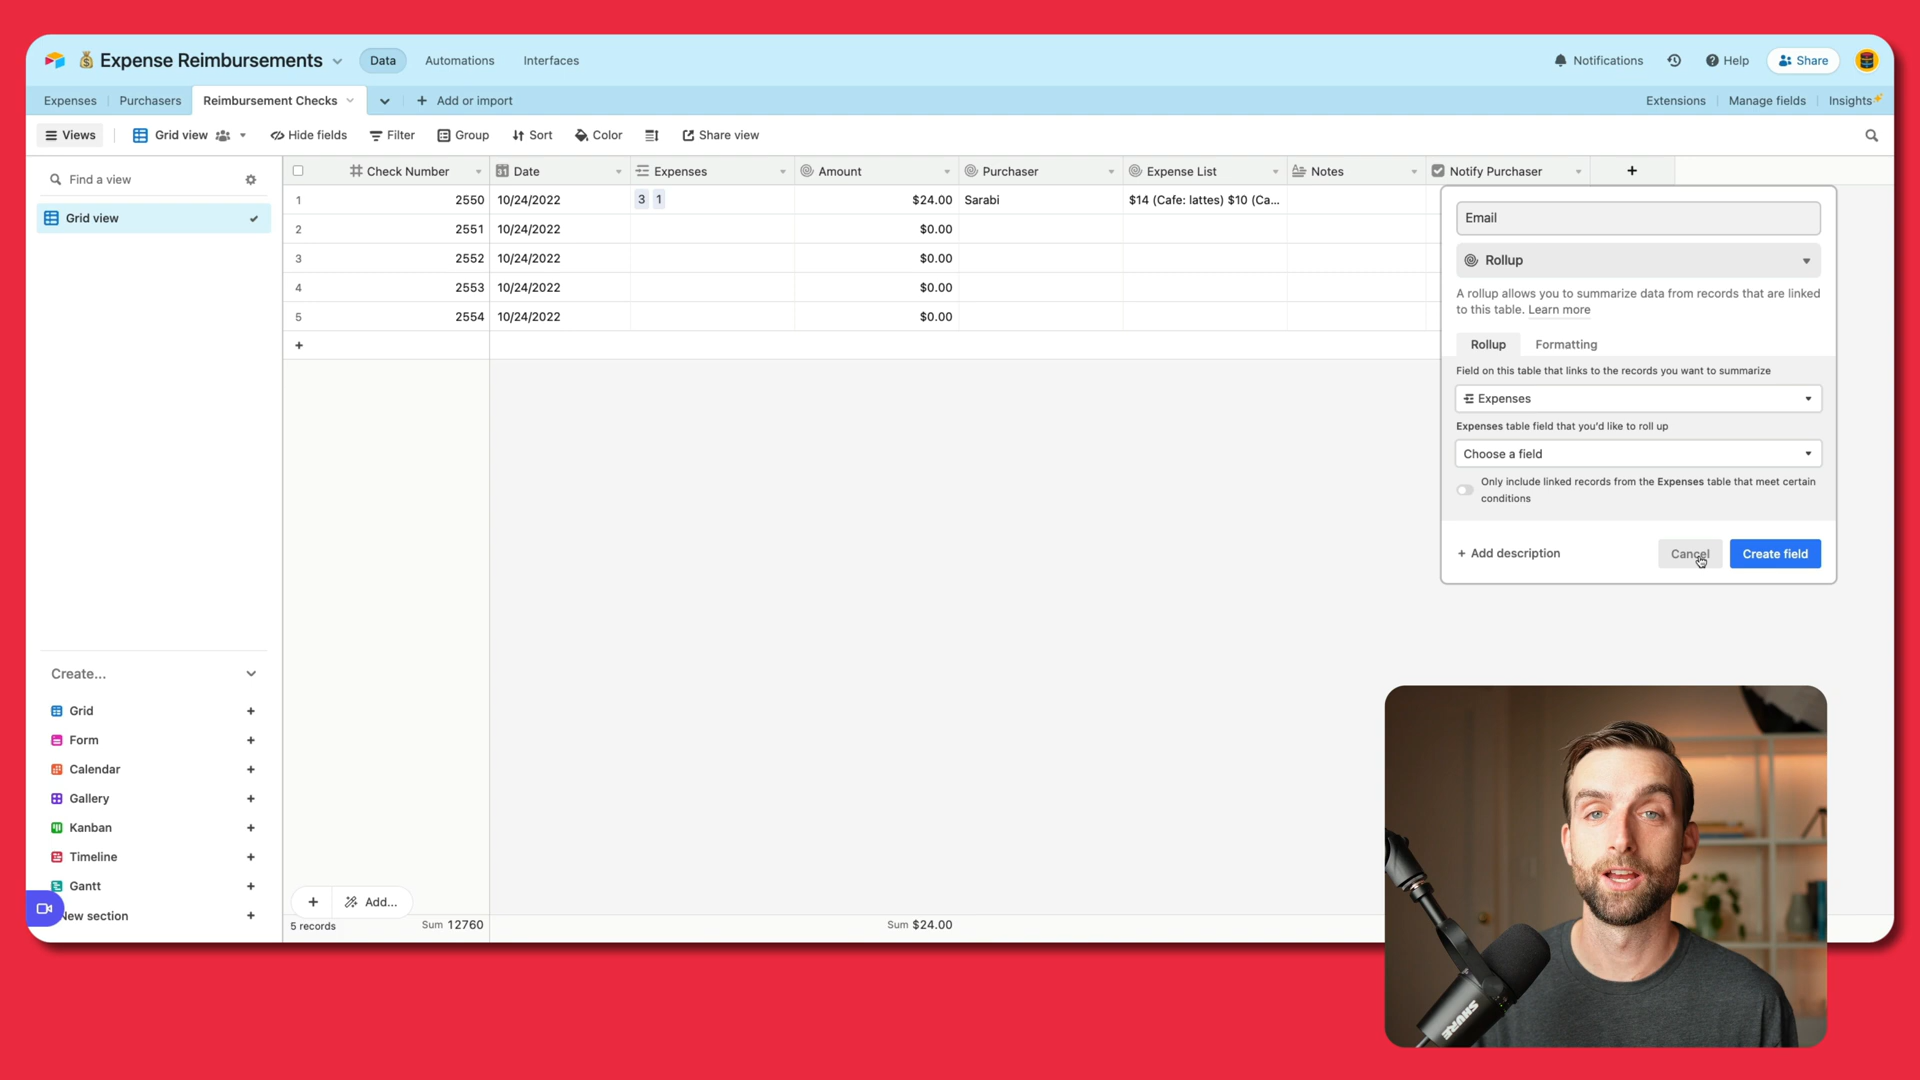 Expense Reimbursements
Data
Automations
Interfaces
Notifications
Help
Share
Expenses
Purchasers
Reimbursement Checks
Add or import
Extensions
Manage fields
Insights
Views
Grid view
Hide fields
Filter
Group
Sort
Color
Share view
Find a view
Grid view
Check Number
Date
Expenses
Amount
Purchaser
Expense List
Notes
Notify Purchaser
1 2550 10/24/2022 3 1 $24.00 Sarabi $14 (Cafe: lattes) $10 (Ca...
2 2551 10/24/2022 $0.00
3 2552 10/24/2022 $0.00
4 2553 10/24/2022 $0.00
5 2554 10/24/2022 $0.00
Email
Rollup
A rollup allows you to summarize data from records that are linked
to this table. Learn more
Rollup
Formatting
Field on this table that links to the records you want to summarize
Expenses
Expenses table field that you'd like to roll up
Choose a field
Only include linked records from the Expenses table that meet certain
conditions
+ Add description
Cancel
Create field
Create...
Grid
Form
Calendar
Gallery
Kanban
Timeline
Gantt
New section
Add...
5 records
Sum 12760
Sum $24.00
SHURE